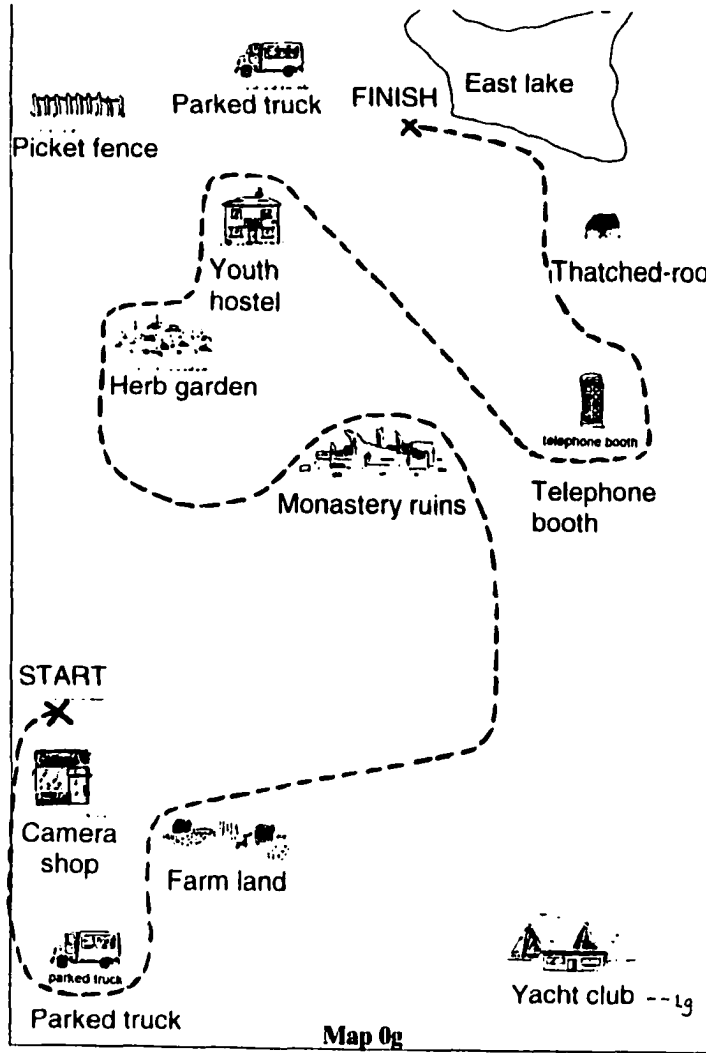 East lake
Parked truck
FINISH
Picket fence
Youth
hostel
Thatched-roo
Herb garden
telephone booth
Monastery ruins
Telephone
booth
START
Camera
shop
Farm land
parked truck
Yacht club
Parked truck
Map 0g